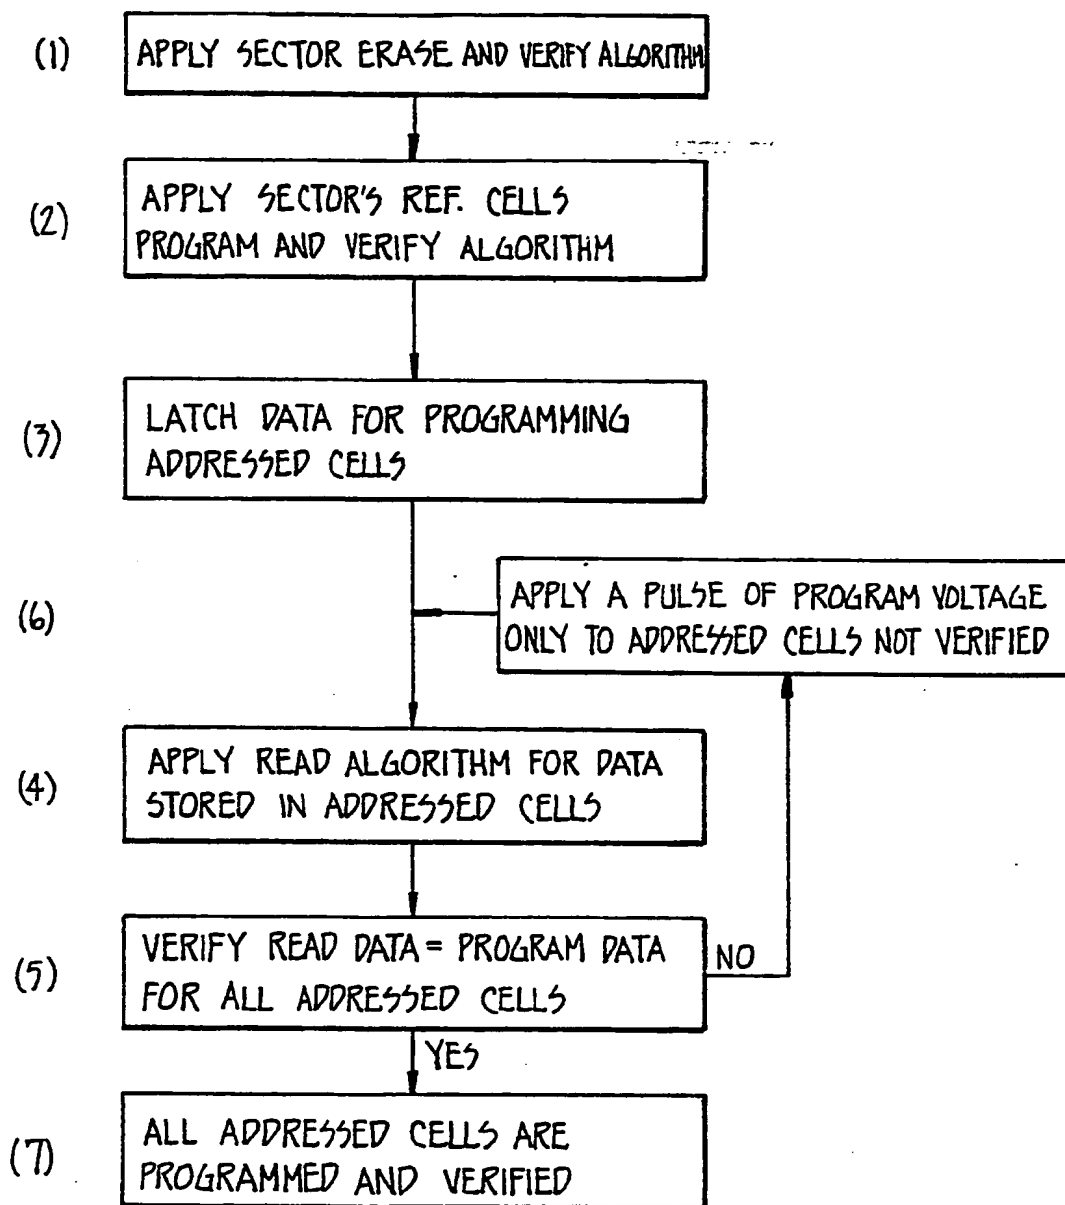 (1) APPLY SECTOR ERASE AND VERIFY ALGORITHM
(2) APPLY SECTOR'S REF. CELLS
PROGRAM AND VERIFY ALGORITHM
(3) LATCH DATA FOR PROGRAMMING
ADDRESSED CELLS
(6) APPLY A PULSE OF PROGRAM VOLTAGE
ONLY TO ADDRESSED CELLS NOT VERIFIED
(4) APPLY READ ALGORITHM FOR DATA
STORED IN ADDRESSED CELLS
(5) VERIFY READ DATA = PROGRAM DATA
FOR ALL ADDRESSED CELLS
NO
YES
(7) ALL ADDRESSED CELLS ARE
PROGRAMMED AND VERIFIED